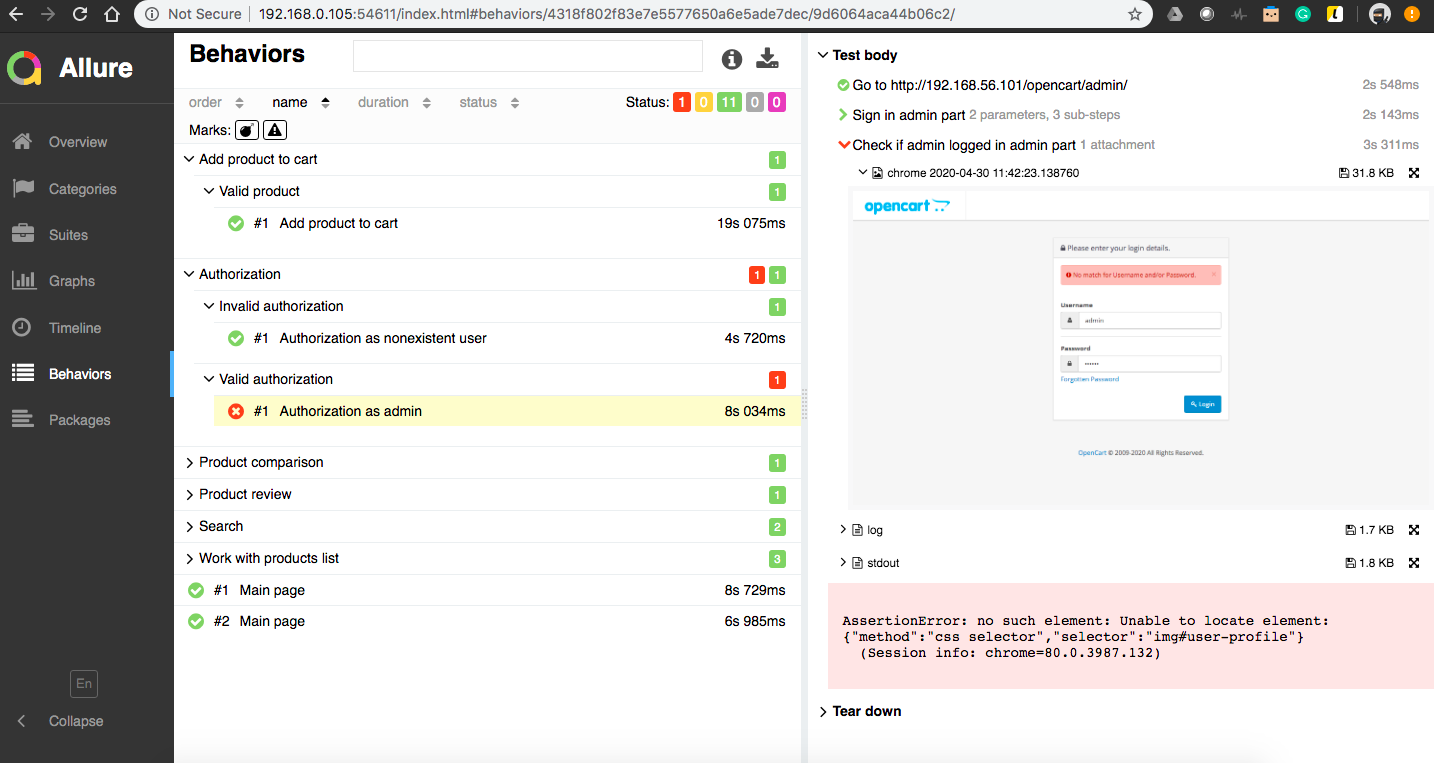 Not Secure
192.168.0.105:54611/index.html#behaviors/4318f802f83e7e5577650a6e5ade7dec/9d6064aca44b06c2/
Allure
Overview
Categories
Suites
Graphs
Timeline
Behaviors
Packages
En
Collapse
Behaviors
order name duration status Status: 1 0 11 0 0
Marks:
Add product to cart 1
Valid product 1
#1 Add product to cart 19s 075ms
Authorization 1 1
Invalid authorization 1
#1 Authorization as nonexistent user 4s 720ms
Valid authorization 1
#1 Authorization as admin 8s 034ms
Product comparison 1
Product review 1
Search 2
Work with products list 3
#1 Main page 8s 729ms
#2 Main page 6s 985ms
Test body
Go to http://192.168.56.101/opencart/admin/ 2s 548ms
Sign in admin part 2 parameters, 3 sub-steps 2s 143ms
Check if admin logged in admin part 1 attachment 3s 311ms
chrome 2020-04-30 11:42:23.138760 31.8 KB
opencart
Please enter your login details.
No match for Username and/or Password. ×
Username
admin
Password
••••••
Forgotten Password
Login
OpenCart © 2009-2020 All Rights Reserved.
log 1.7 KB
stdout 1.8 KB
AssertionError: no such element: Unable to locate element:
{"method":"css selector","selector":"img#user-profile"}
(Session info: chrome=80.0.3987.132)
Tear down